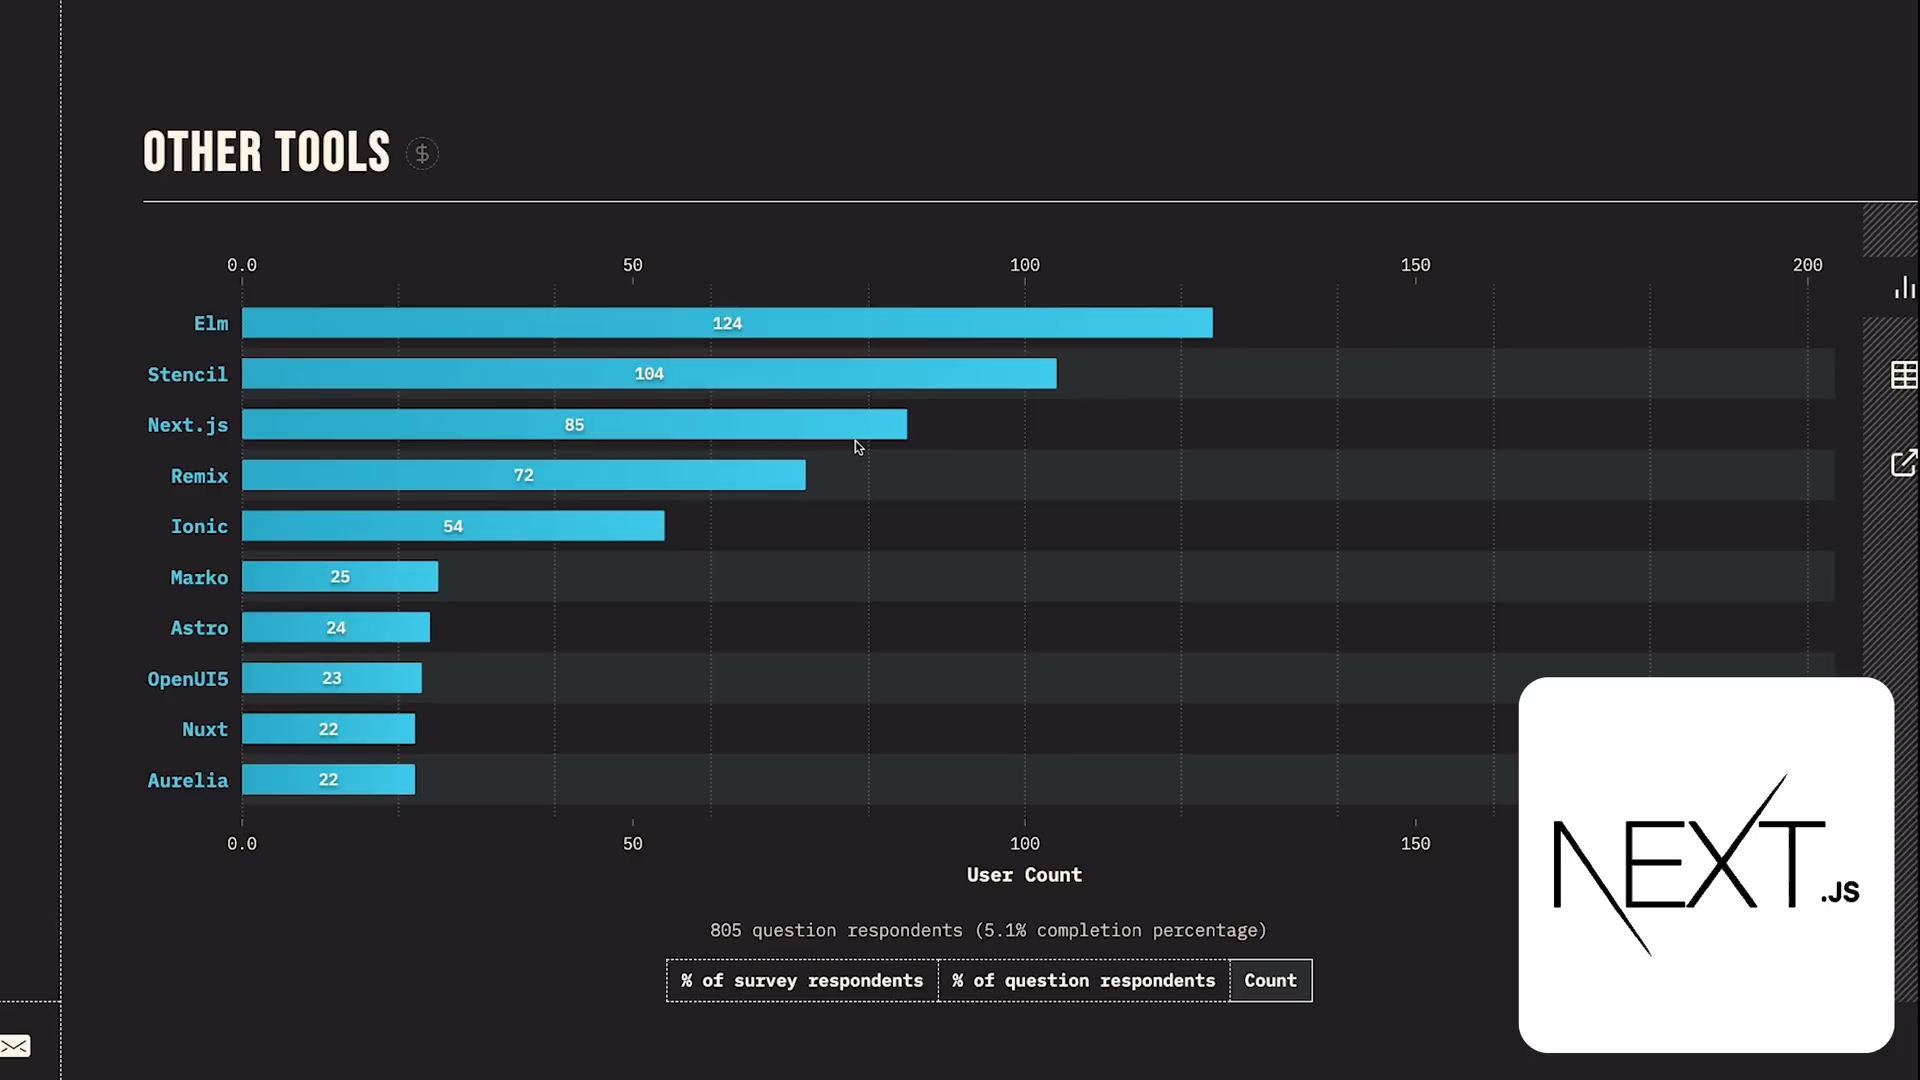 OTHER TOOLS $
0.0 50 100 150 200
Elm 124
Stencil 104
Next.js 85
Remix 72
Ionic 54
Marko 25
Astro 24
OpenUI5 23
Nuxt 22
Aurelia 22
0.0 50 100 150
User Count
805 question respondents (5.1% completion percentage)
% of survey respondents % of question respondents Count
NEXT.JS